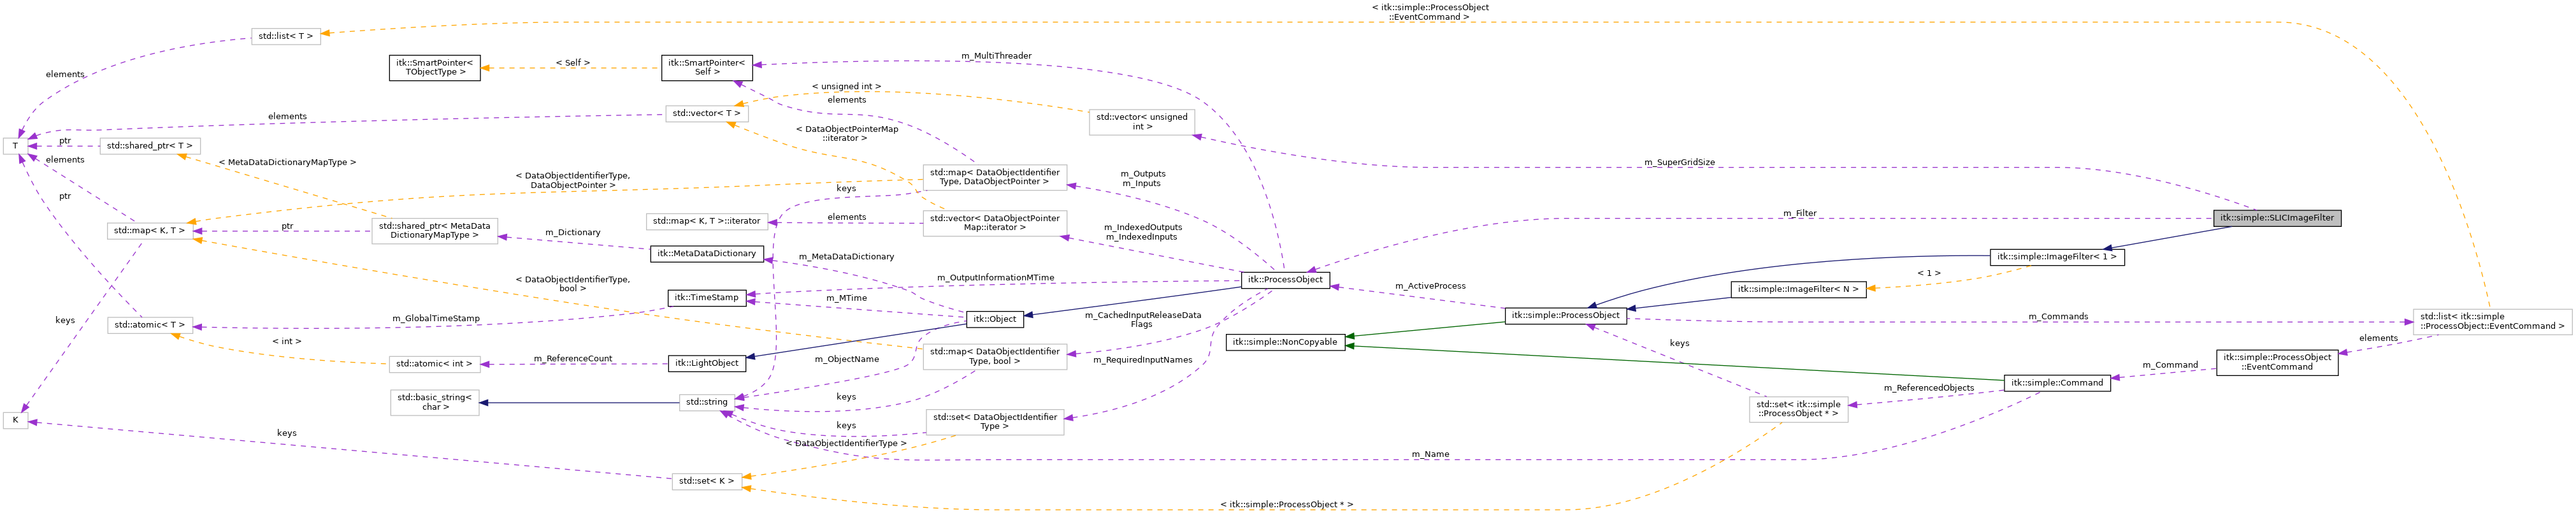 < itk::simple::ProcessObject
::EventCommand >
std::list< T >
itk::SmartPointer<
TObjectType >
< Self >
itk::SmartPointer<
Self >
m_MultiThreader
elements
< unsigned int >
elements
std::vector< T >
std::vector< unsigned
int >
elements
T
ptr
std::shared_ptr< T >
< DataObjectPointerMap
::iterator >
elements
< MetaDataDictionaryMapType >
m_SuperGridSize
std::map< DataObjectIdentifier
Type, DataObjectPointer >
m_Outputs
m_Inputs
< DataObjectIdentifierType,
DataObjectPointer >
keys
ptr
std::map< K, T >
ptr
std::shared_ptr< MetaData
DictionaryMapType >
m_Dictionary
std::map< K, T >::iterator
elements
std::vector< DataObjectPointer
Map::iterator >
m_IndexedOutputs
m_IndexedInputs
m_Filter
itk::simple::SLICImageFilter
itk::MetaDataDictionary
m_MetaDataDictionary
itk::simple::ImageFilter< 1 >
< 1 >
< DataObjectIdentifierType,
bool >
m_OutputInformationMTime
itk::ProcessObject
m_ActiveProcess
itk::simple::ImageFilter< N >
itk::TimeStamp
m_MTime
keys
std::atomic< T >
m_GlobalTimeStamp
itk::Object
m_CachedInputReleaseData
Flags
itk::simple::ProcessObject
m_Commands
std::list< itk::simple
::ProcessObject::EventCommand >
< int >
itk::simple::NonCopyable
keys
elements
std::atomic< int >
m_ReferenceCount
itk::LightObject
m_ObjectName
std::map< DataObjectIdentifier
Type, bool >
m_RequiredInputNames
m_Command
itk::simple::ProcessObject
::EventCommand
itk::simple::Command
m_ReferencedObjects
std::basic_string<
char >
std::string
keys
std::set< itk::simple
::ProcessObject * >
K
keys
keys
std::set< DataObjectIdentifier
Type >
< DataObjectIdentifierType >
m_Name
std::set< K >
< itk::simple::ProcessObject * >